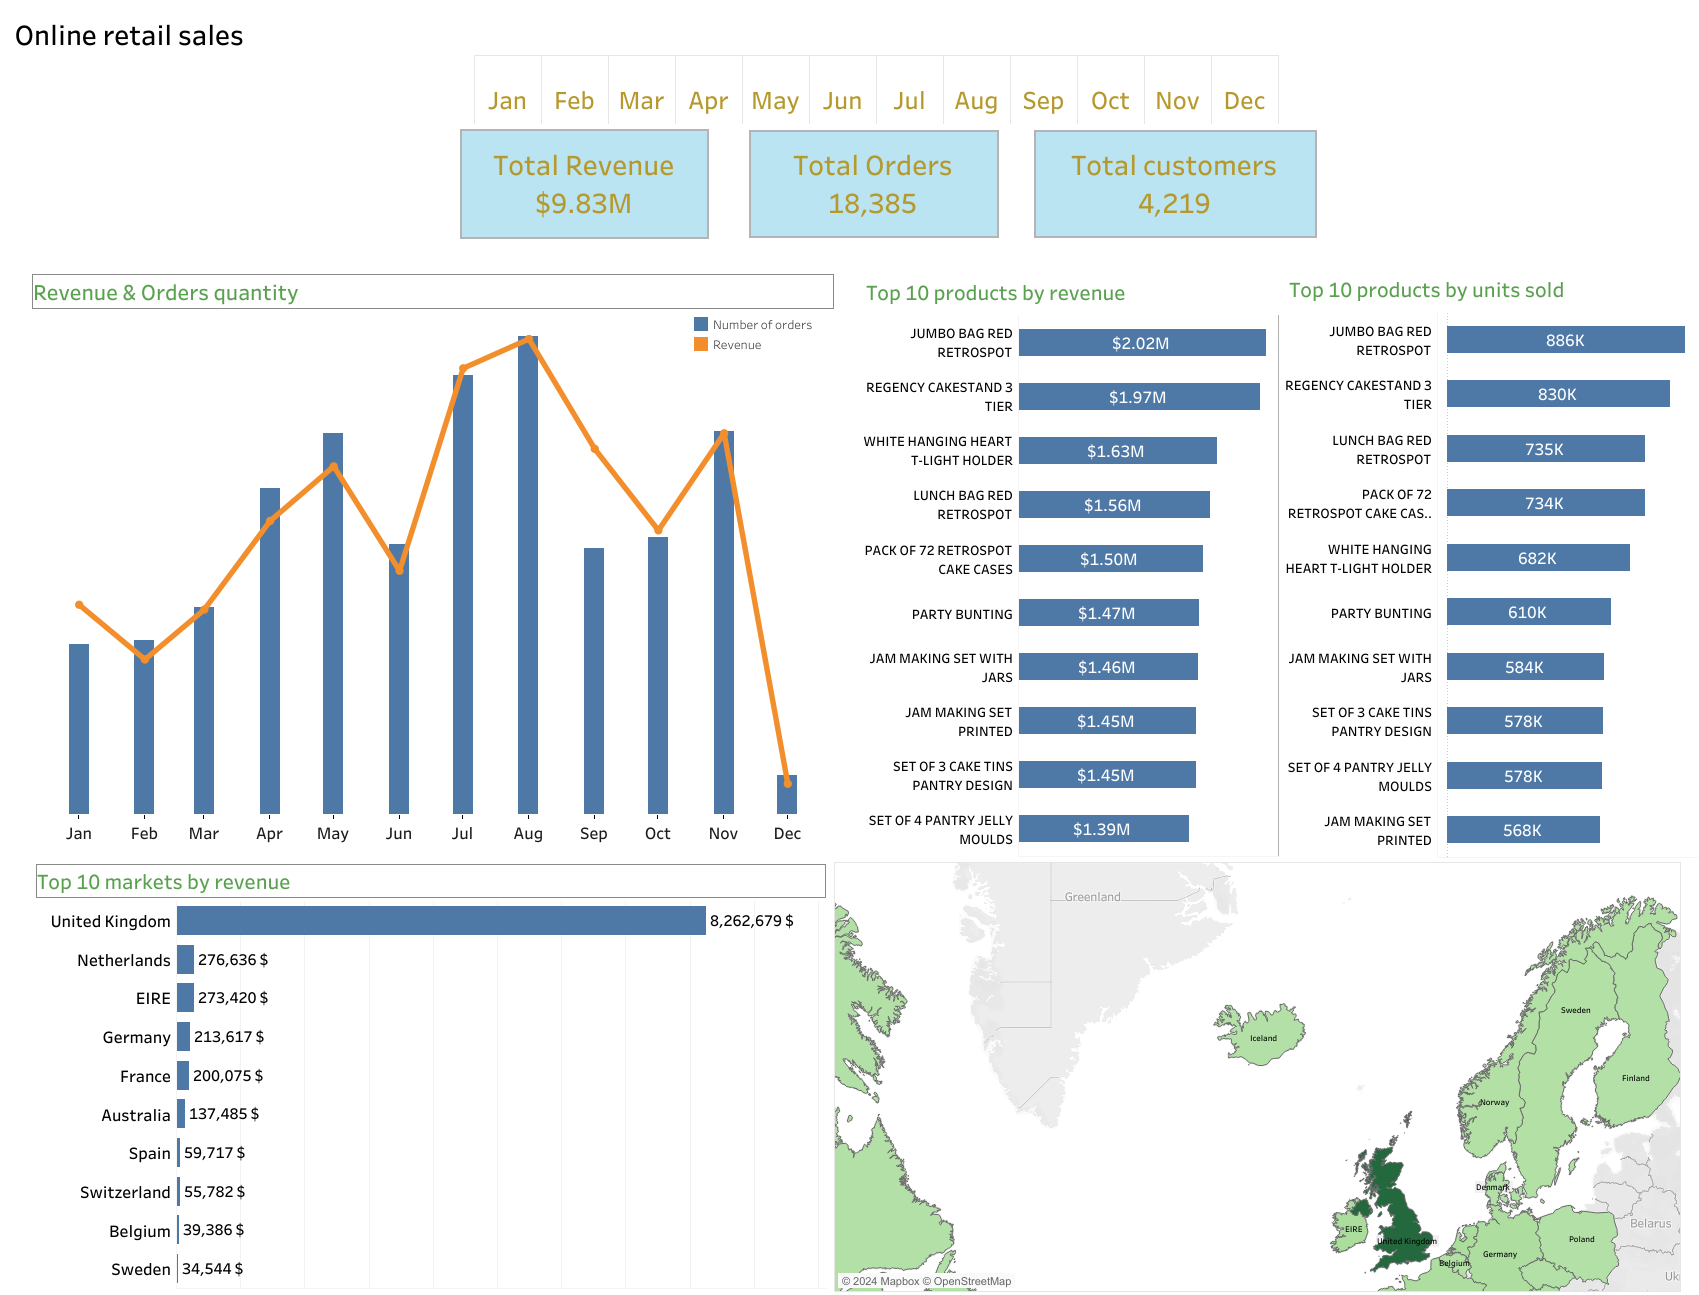 Online retail sales
Jan Feb Mar Apr May Jun Jul Aug Sep Oct Nov Dec
Total Revenue
$9.83M
Total Orders
18,385
Total customers
4,219
Revenue & Orders quantity
Number of orders
Revenue
Jan Feb Mar Apr May Jun Jul Aug Sep Oct Nov Dec
Top 10 products by revenue
JUMBO BAG RED
RETROSPOT
$2.02M
REGENCY CAKESTAND 3
TIER
$1.97M
WHITE HANGING HEART
T-LIGHT HOLDER
$1.63M
LUNCH BAG RED
RETROSPOT
$1.56M
PACK OF 72 RETROSPOT
CAKE CASES
$1.50M
PARTY BUNTING
$1.47M
JAM MAKING SET WITH
JARS
$1.46M
JAM MAKING SET
PRINTED
$1.45M
SET OF 3 CAKE TINS
PANTRY DESIGN
$1.45M
SET OF 4 PANTRY JELLY
MOULDS
$1.39M
Top 10 products by units sold
JUMBO BAG RED
RETROSPOT
886K
REGENCY CAKESTAND 3
TIER
830K
LUNCH BAG RED
RETROSPOT
735K
PACK OF 72
RETROSPOT CAKE CAS..
734K
WHITE HANGING
HEART T-LIGHT HOLDER
682K
PARTY BUNTING
610K
JAM MAKING SET WITH
JARS
584K
SET OF 3 CAKE TINS
PANTRY DESIGN
578K
SET OF 4 PANTRY JELLY
MOULDS
578K
JAM MAKING SET
PRINTED
568K
Top 10 markets by revenue
United Kingdom 8,262,679 $
Netherlands 276,636 $
EIRE 273,420 $
Germany 213,617 $
France 200,075 $
Australia 137,485 $
Spain 59,717 $
Switzerland 55,782 $
Belgium 39,386 $
Sweden 34,544 $
Greenland
Sweden
Iceland
Finland
Norway
Denmark
Belarus
EIRE
United Kingdom
Poland
Germany
Belgium
Uk
© 2024 Mapbox © OpenStreetMap